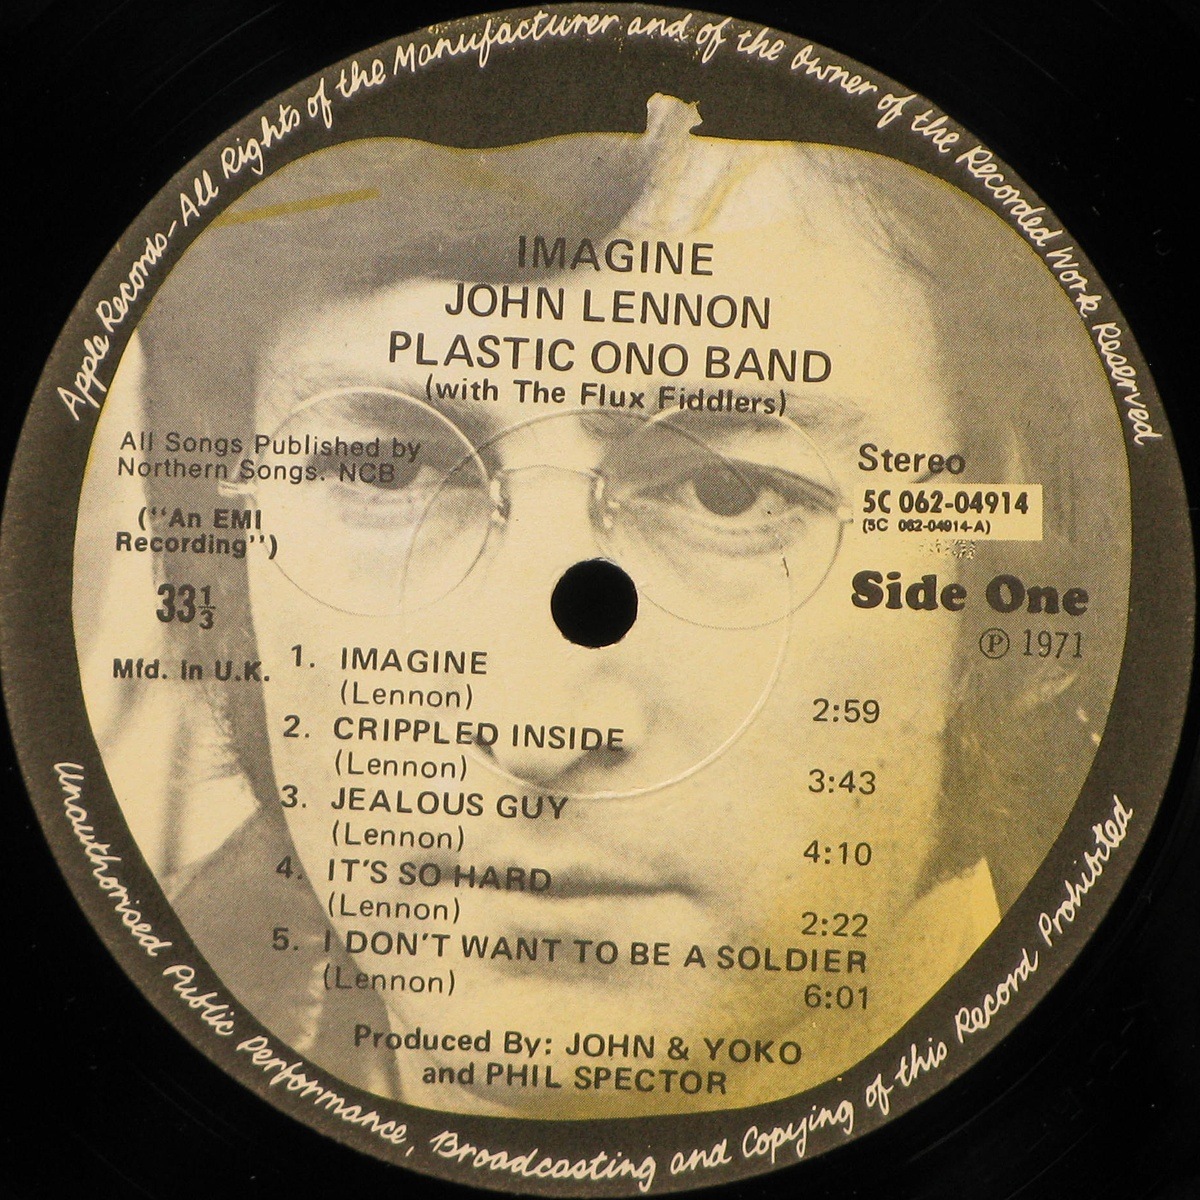 Apple Records-All Rights of the Manufacturer and of the Owner of the Recorded Work Reserved
IMAGINE
JOHN LENNON
PLASTIC ONO BAND
(with The Flux Fiddlers)
All Songs Published by
Northern Songs. NCB
(“An EMI
Recording”)
33⅓
Mfd. In U.K.
Stereo
5C 062-04914
(5C 062-04914-A)
Side One
Ⓟ 1971
1. IMAGINE
(Lennon) 2:59
2. CRIPPLED INSIDE
(Lennon) 3:43
3. JEALOUS GUY
(Lennon) 4:10
4. IT'S SO HARD
(Lennon) 2:22
5. I DON'T WANT TO BE A SOLDIER
(Lennon) 6:01
Produced By: JOHN & YOKO
and PHIL SPECTOR
Unauthorised Public Performance, Broadcasting and Copying of this Record Prohibited